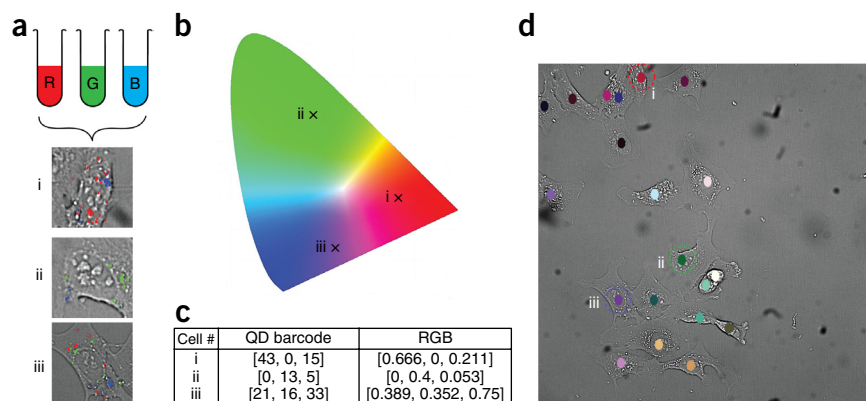 a
R G B
i
ii
iii
b
ii ×
i ×
iii ×
c
Cell # QD barcode RGB
i [43, 0, 15] [0.666, 0, 0.211]
ii [0, 13, 5] [0, 0.4, 0.053]
iii [21, 16, 33] [0.389, 0.352, 0.75]
d
i
ii
iii